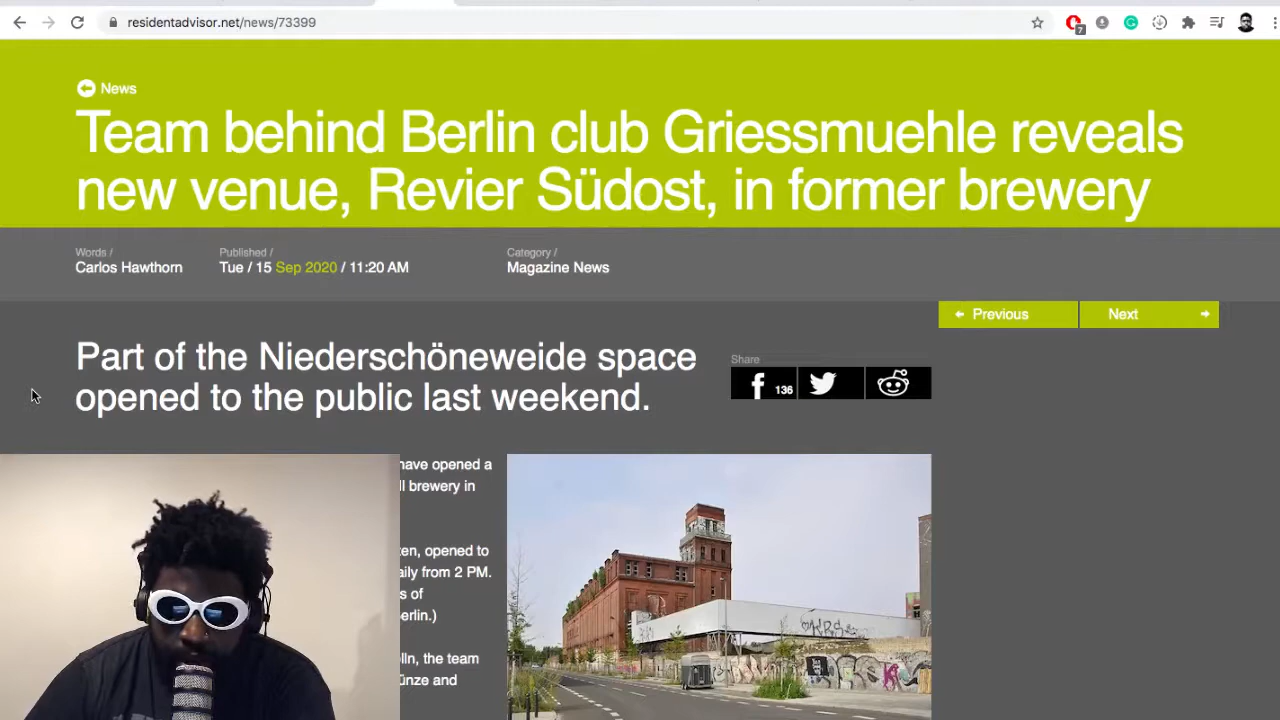 residentadvisor.net/news/73399
7
News
Team behind Berlin club Griessmuehle reveals
new venue, Revier Südost, in former brewery
Words /
Carlos Hawthorn
Published /
Tue / 15 Sep 2020 / 11:20 AM
Category /
Magazine News
Previous
Next
Part of the Niederschöneweide space
opened to the public last weekend.
Share
f 136
have opened a
ll brewery in
ten, opened to
aily from 2 PM.
s of
erlin.)
lln, the team
ünze and